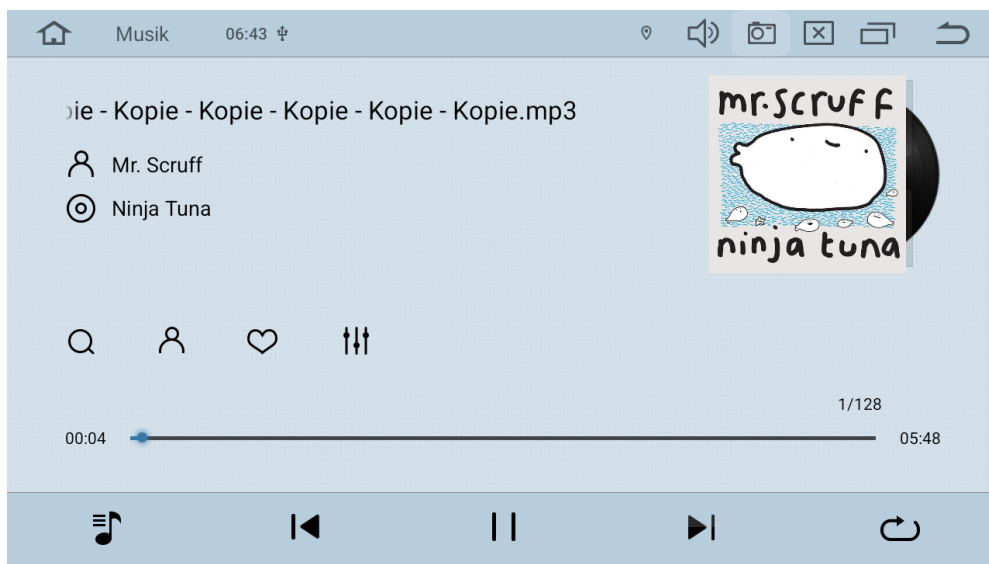 Musik
06:43
- Kopie - Kopie - Kopie - Kopie - Kopie.mp3
Mr. Scruff
Ninja Tuna
mr.scruff
ninja tuna
1/128
00:04
05:48